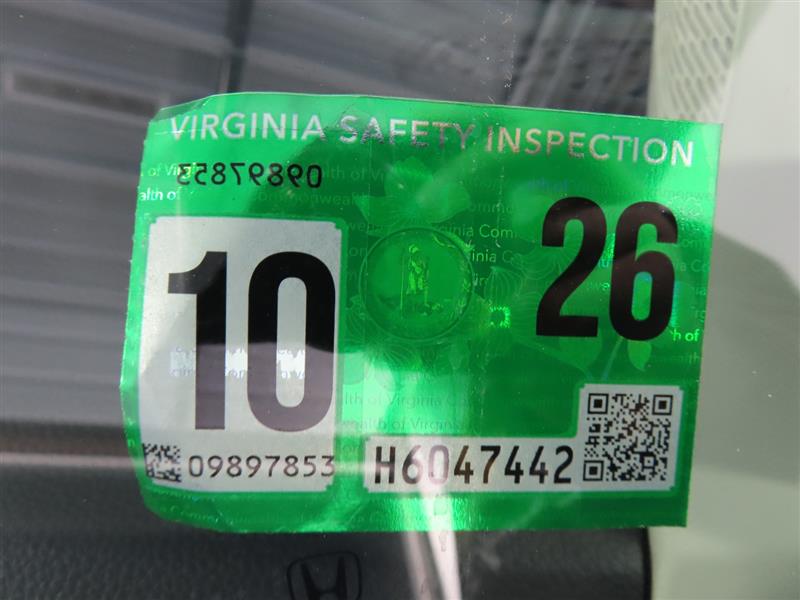 VIRGINIA SAFETY INSPECTION
09897853
10
26
09897853
H6047442